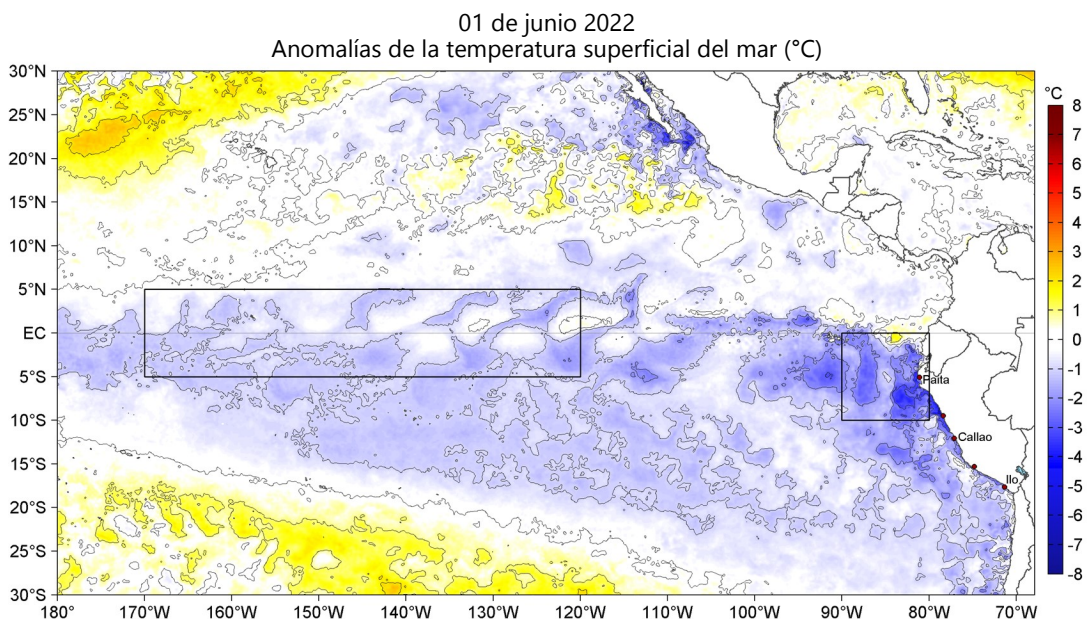 01 de junio 2022
Anomalías de la temperatura superficial del mar (°C)
30°N
25°N
20°N
15°N
10°N
5°N
EC
5°S
10°S
15°S
20°S
25°S
30°S
180 170°W 160°W 150°W 140°W 130°W 120°W 110°W 100°W 90°W 80°W 70°W
Paita
Callao
Ilo
°C
8
7
6
5
4
3
2
1
0
-1
-2
-3
-4
-5
-6
-7
-8